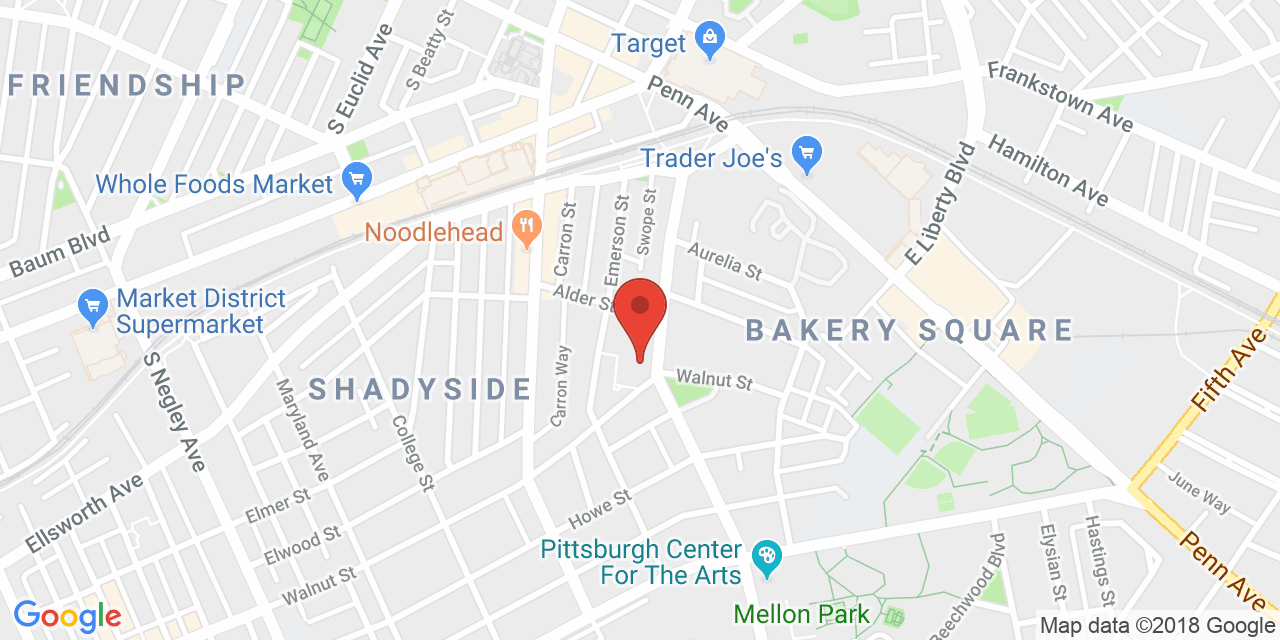 Target
FRIENDSHIP
S Euclid Ave
S Beatty St
Penn Ave
Frankstown Ave
Hamilton Ave
Trader Joe's
Whole Foods Market
E Liberty Blvd
Noodlehead
Carron St
Emerson St
Swope St
Baum Blvd
Aurelia St
Market District
Supermarket
Alder St
BAKERY SQUARE
SHADYSIDE
Carron Way
Walnut St
Fifth Ave
S Negley Ave
Maryland Ave
College St
Ellsworth Ave
Elmer St
Howe St
June Way
Elwood St
Pittsburgh Center
For The Arts
Walnut St
Beechwood Blvd
Elysian St
Hastings St
Penn Ave
Mellon Park
Google
Map data ©2018 Google